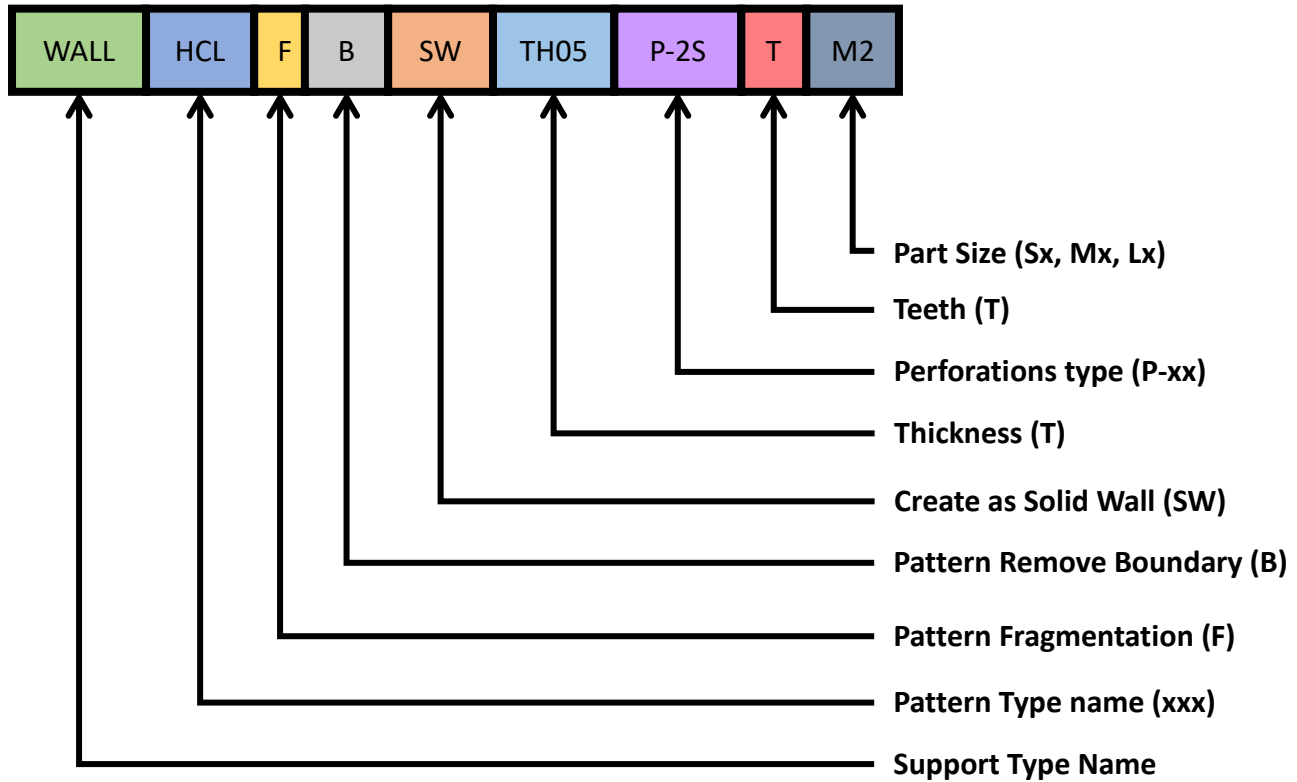 WALL HCL F B SW TH05 P-2S T M2
Part Size (Sx, Mx, Lx)
Teeth (T)
Perforations type (P-xx)
Thickness (T)
Create as Solid Wall (SW)
Pattern Remove Boundary (B)
Pattern Fragmentation (F)
Pattern Type name (xxx)
Support Type Name